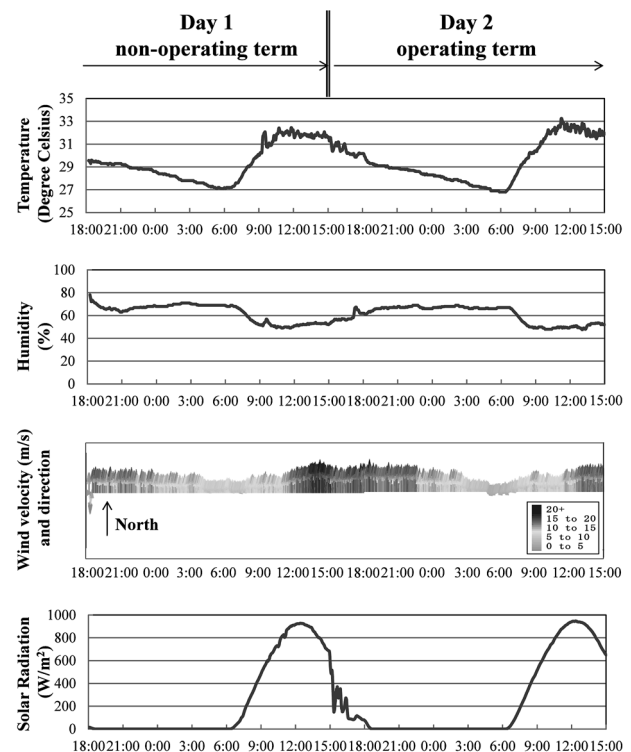 Day 1
non-operating term
Day 2
operating term
Temperature
(Degree Celsius)
35
33
31
29
27
25
18:00 21:00 0:00 3:00 6:00 9:00 12:00 15:00 18:00 21:00 0:00 3:00 6:00 9:00 12:00 15:00
Humidity
(%)
100
80
60
40
20
0
18:00 21:00 0:00 3:00 6:00 9:00 12:00 15:00 18:00 21:00 0:00 3:00 6:00 9:00 12:00 15:00
Wind velocity (m/s)
and direction
North
20+
15 to 20
10 to 15
5 to 10
0 to 5
18:00 21:00 0:00 3:00 6:00 9:00 12:00 15:00 18:00 21:00 0:00 3:00 6:00 9:00 12:00 15:00
Solar Radiation
(W/m²)
1000
800
600
400
200
0
18:00 21:00 0:00 3:00 6:00 9:00 12:00 15:00 18:00 21:00 0:00 3:00 6:00 9:00 12:00 15:00